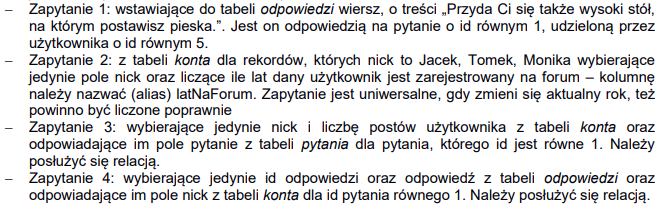 – Zapytanie 1: wstawiające do tabeli odpowiedzi wiersz, o treści „Przyda Ci się także wysoki stół,
na którym postawisz pieska.”. Jest on odpowiedzią na pytanie o id równym 1, udzieloną przez
użytkownika o id równym 5.
– Zapytanie 2: z tabeli konta dla rekordów, których nick to Jacek, Tomek, Monika wybierające
jedynie pole nick oraz liczące ile lat dany użytkownik jest zarejestrowany na forum – kolumnę
należy nazwać (alias) latNaForum. Zapytanie jest uniwersalne, gdy zmieni się aktualny rok, też
powinno być liczone poprawnie
– Zapytanie 3: wybierające jedynie nick i liczbę postów użytkownika z tabeli konta oraz
odpowiadające im pole pytanie z tabeli pytania dla pytania, którego id jest równe 1. Należy
posłużyć się relacją.
– Zapytanie 4: wybierające jedynie id odpowiedzi oraz odpowiedź z tabeli odpowiedzi oraz
odpowiadające im pole nick z tabeli konta dla id pytania równego 1. Należy posłużyć się relacją.